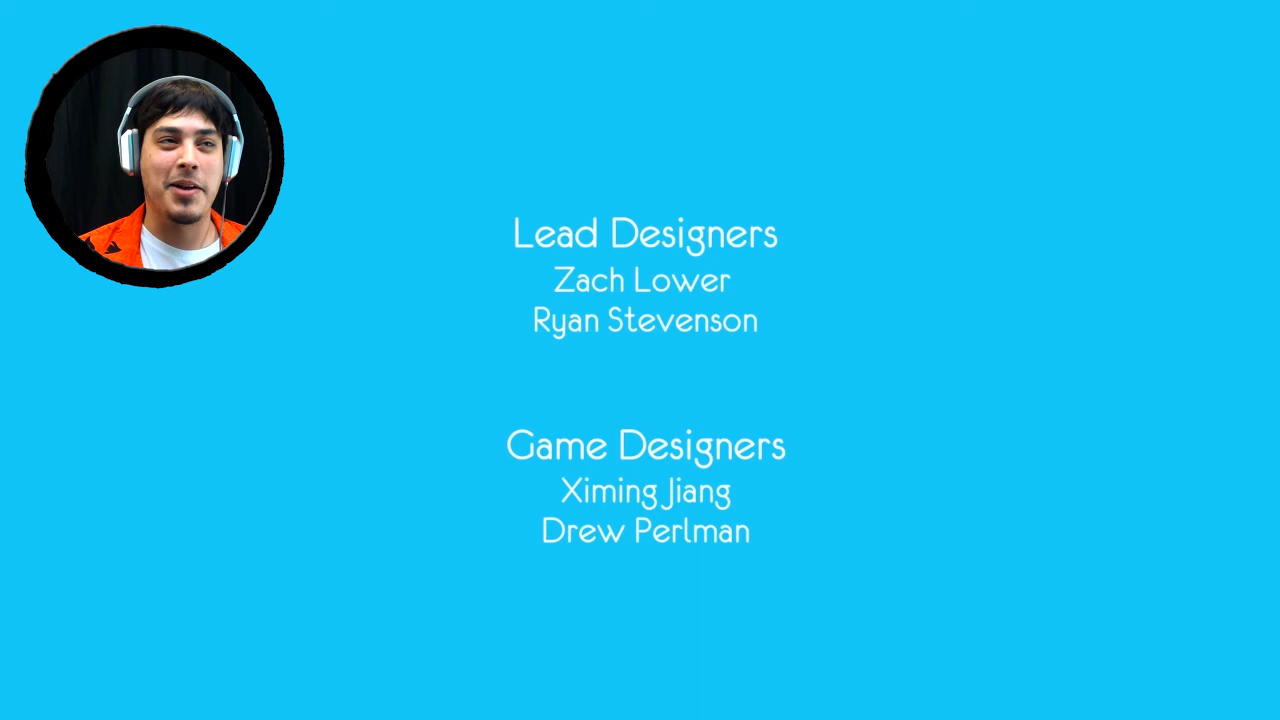 Lead Designers
Zach Lower
Ryan Stevenson
Game Designers
Ximing Jiang
Drew Perlman